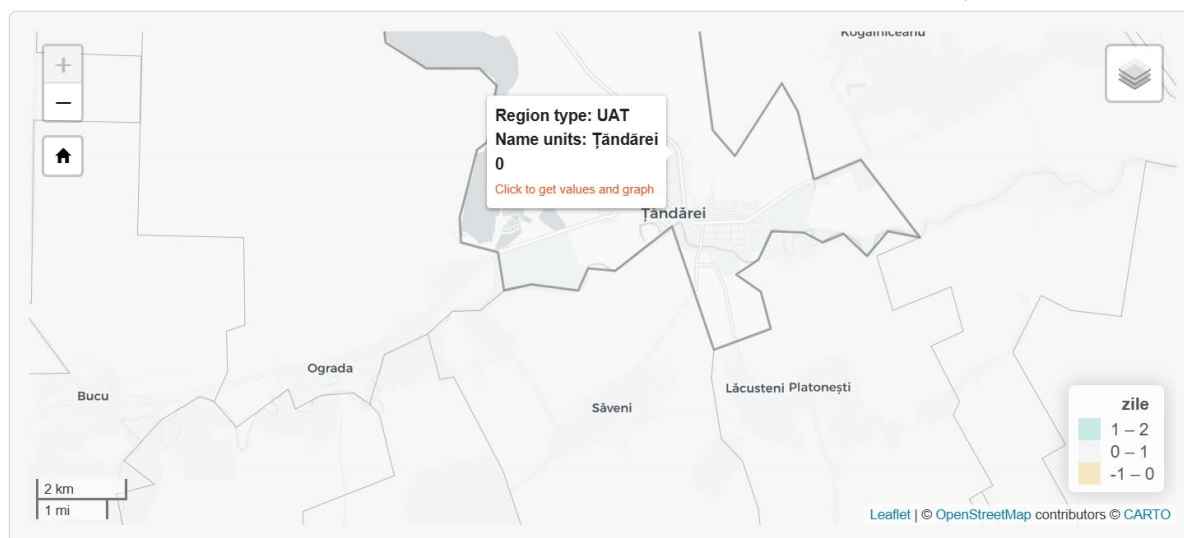 +
−
Kogălniceanu
Region type: UAT
Name units: Țăndărei
0
Click to get values and graph
Țăndărei
Ograda
Bucu
Lăcusteni Platonești
Săveni
zile
1 – 2
0 – 1
-1 – 0
2 km
1 mi
Leaflet | © OpenStreetMap contributors © CARTO